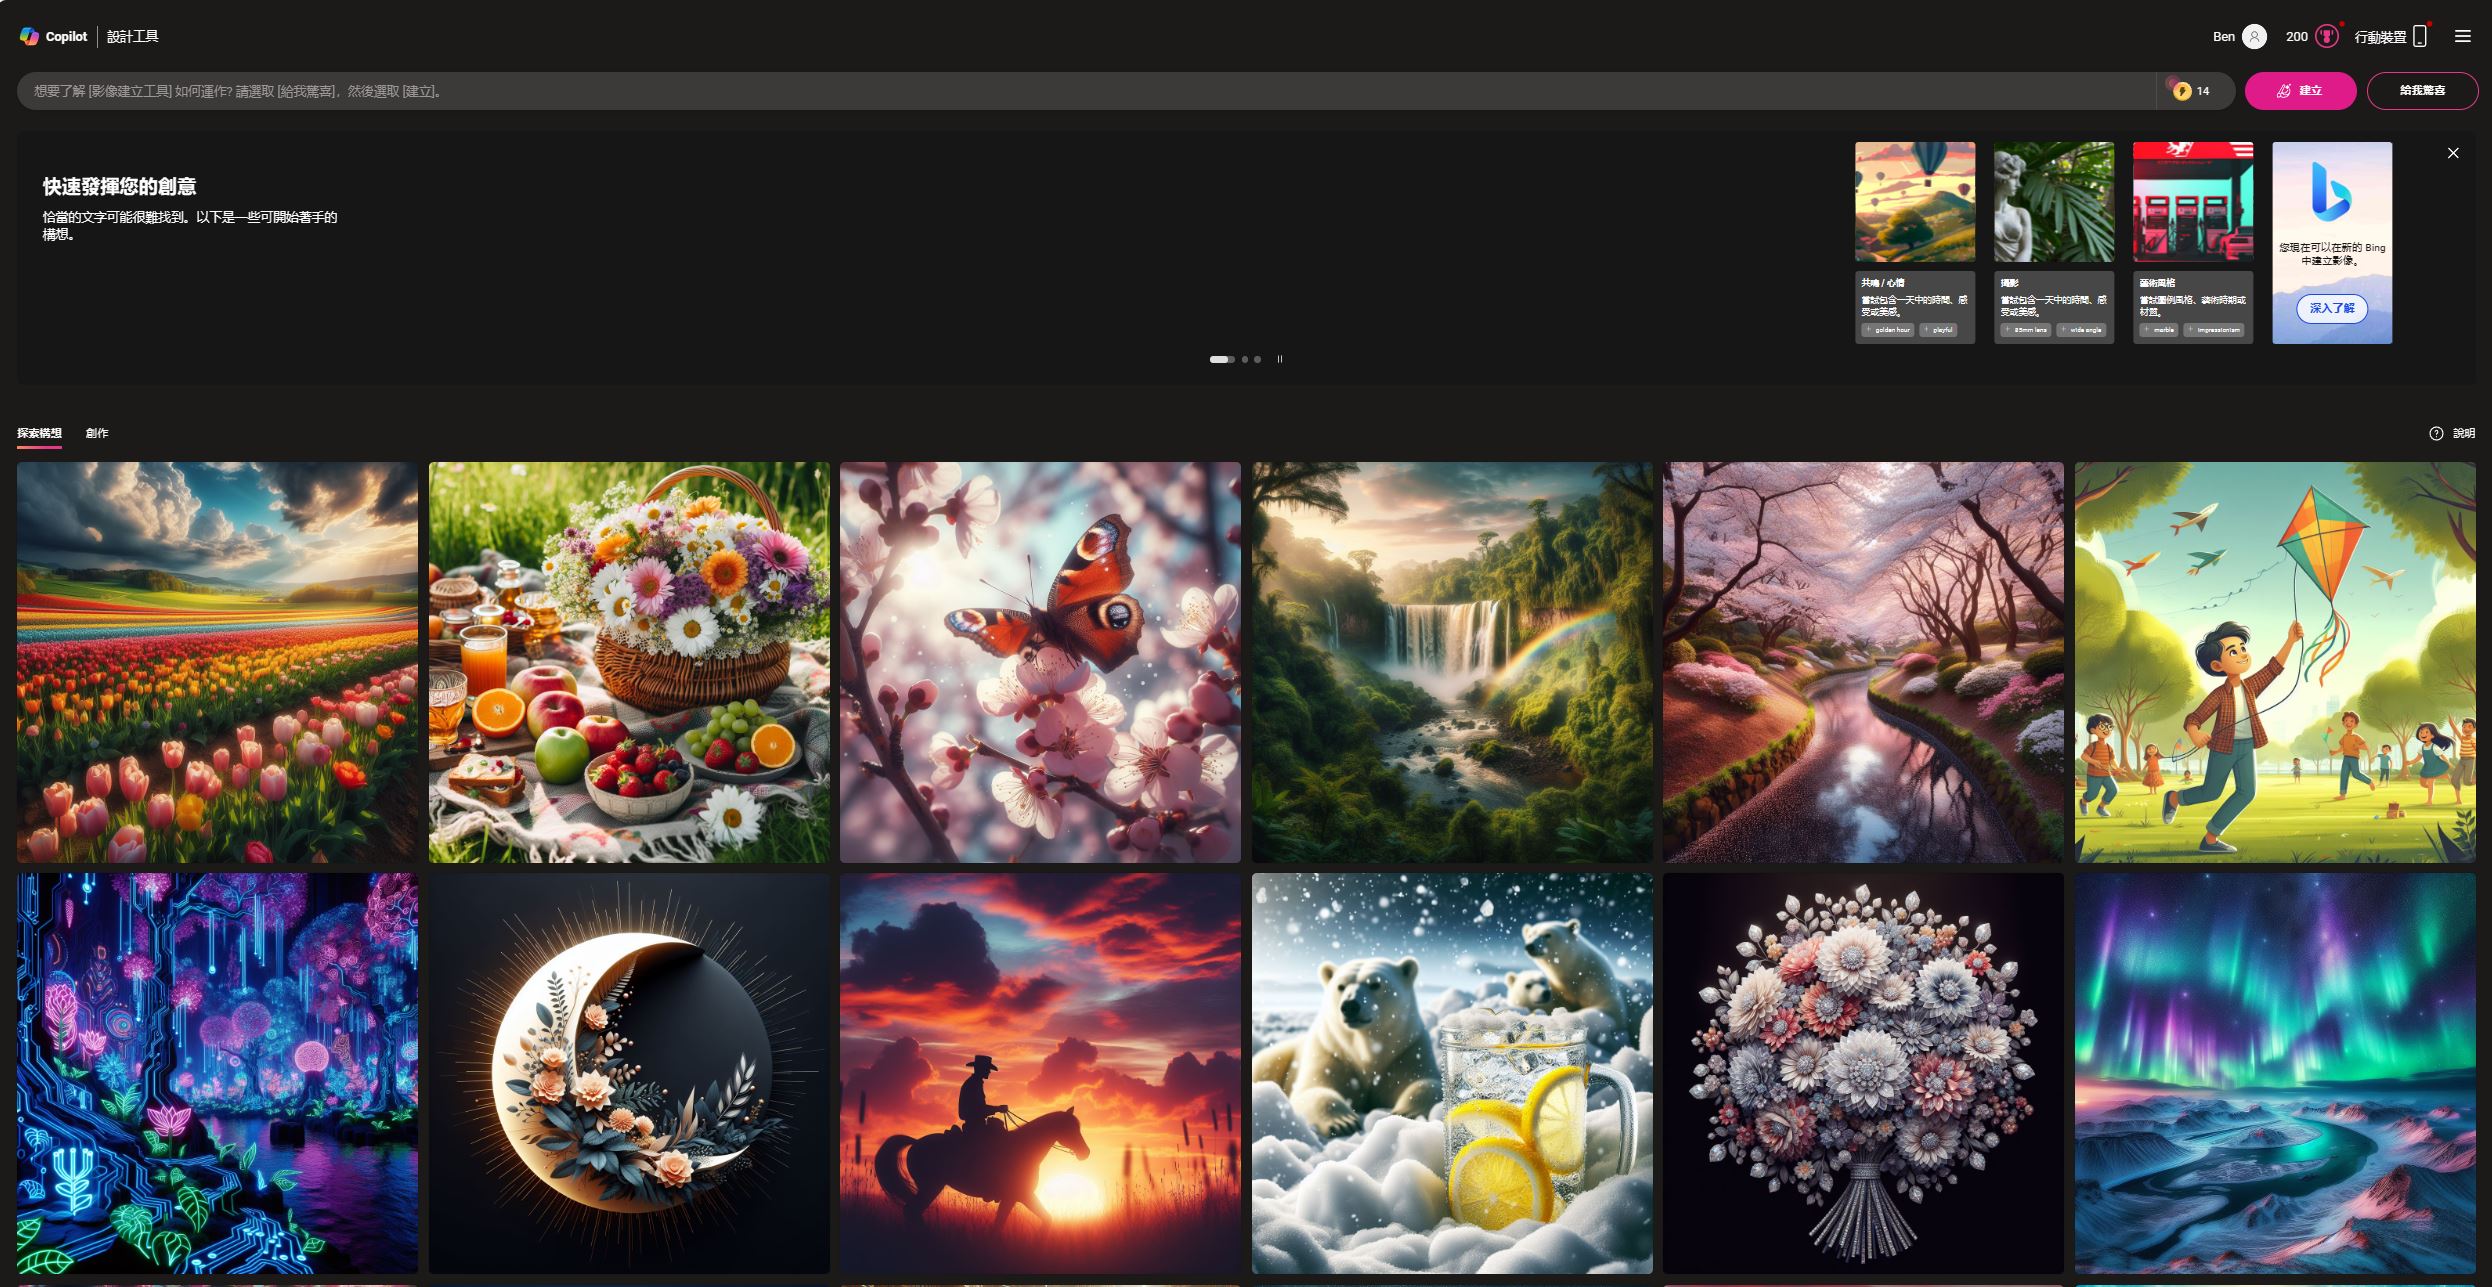 Copilot | 設計工具
Ben
200
行動裝置
想要了解 [影像建立工具] 如何運作? 請選取 [給我驚喜]，然後選取 [建立]。
14
建立
給我驚喜
快速發揮您的創意
恰當的文字可能很難找到。以下是一些可開始著手的
構想。
共鳴 / 心情
嘗試包含一天中的時間、感
受或美感。
+ golden hour
+ playful
攝影
嘗試包含一天中的時間、感
受或美感。
+ 85mm lens
+ wide angle
藝術風格
嘗試圖例風格、藝術時期或
材質。
+ marble
+ impressionism
您現在可以在新的 Bing
中建立影像。
深入了解
探索構想
創作
說明